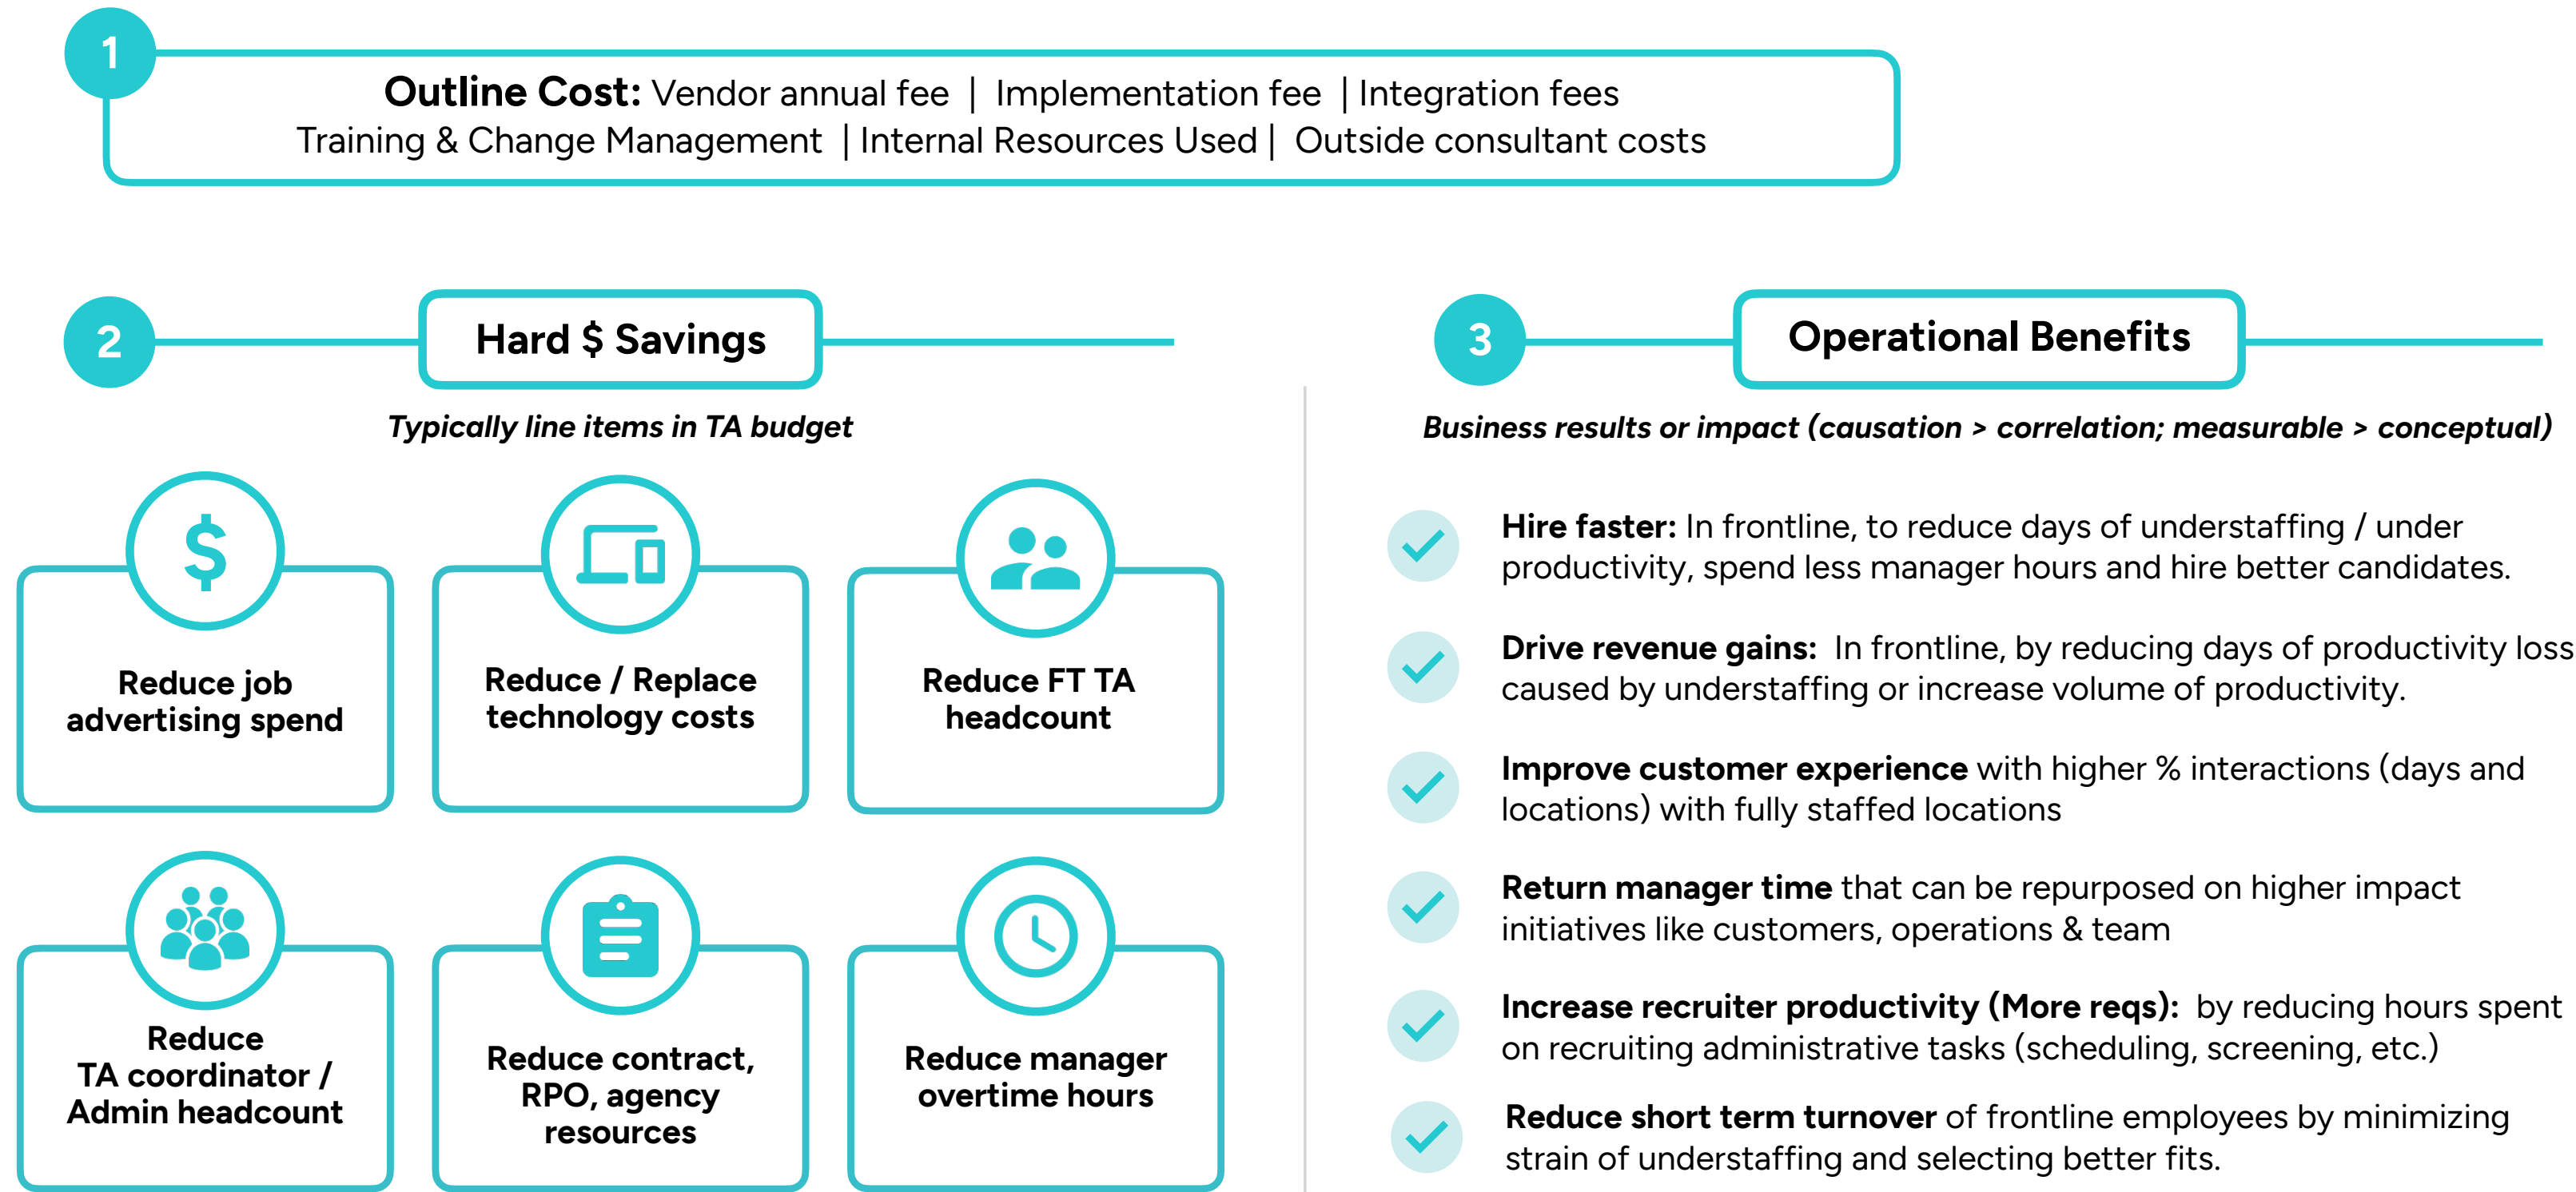 1
Outline Cost: Vendor annual fee | Implementation fee | Integration fees
Training & Change Management | Internal Resources Used | Outside consultant costs
2
Hard $ Savings
Typically line items in TA budget
$
Reduce job
advertising spend
Reduce / Replace
technology costs
Reduce FT TA
headcount
Reduce
TA coordinator /
Admin headcount
Reduce contract,
RPO, agency
resources
Reduce manager
overtime hours
3
Operational Benefits
Business results or impact (causation > correlation; measurable > conceptual)
Hire faster: In frontline, to reduce days of understaffing / under
productivity, spend less manager hours and hire better candidates.
Drive revenue gains: In frontline, by reducing days of productivity loss
caused by understaffing or increase volume of productivity.
Improve customer experience with higher % interactions (days and
locations) with fully staffed locations
Return manager time that can be repurposed on higher impact
initiatives like customers, operations & team
Increase recruiter productivity (More reqs): by reducing hours spent
on recruiting administrative tasks (scheduling, screening, etc.)
Reduce short term turnover of frontline employees by minimizing
strain of understaffing and selecting better fits.